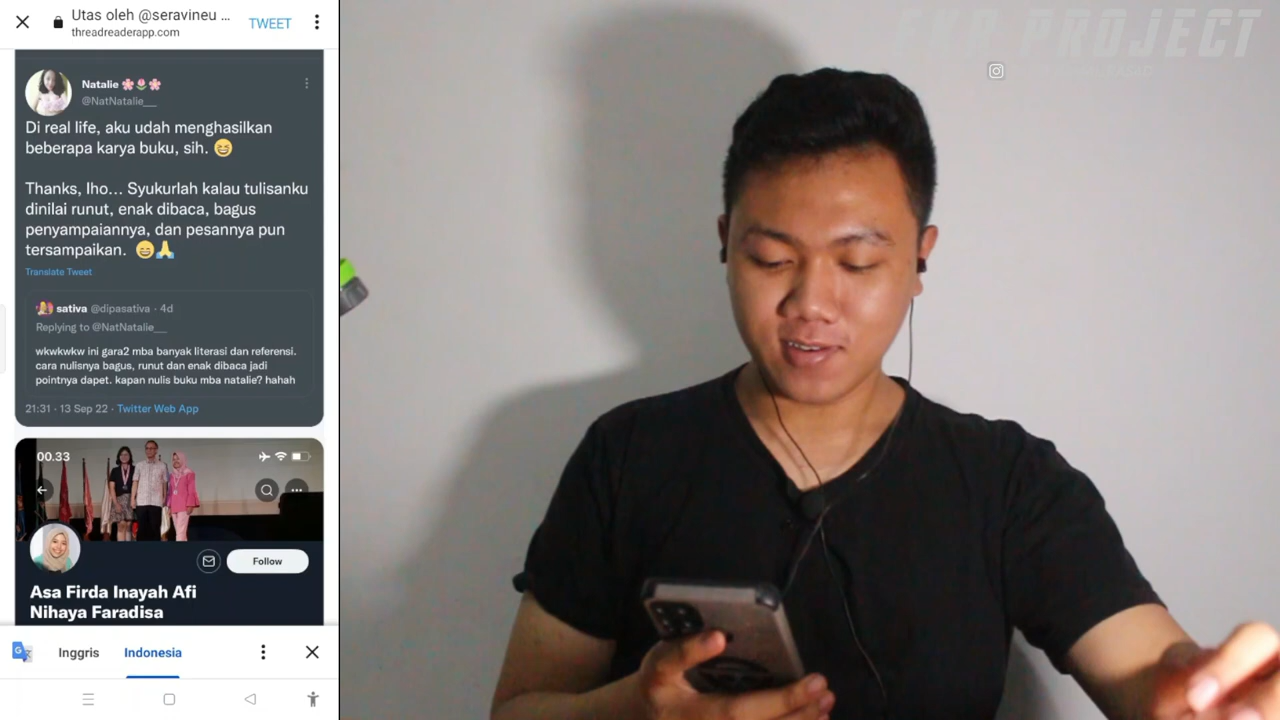 Utas oleh @seravineu ...
threadreaderapp.com
TWEET
Natalie
@NatNatalie__
Di real life, aku udah menghasilkan
beberapa karya buku, sih.
Thanks, lho... Syukurlah kalau tulisanku
dinilai runut, enak dibaca, bagus
penyampaiannya, dan pesannya pun
tersampaikan.
Translate Tweet
sativa @dipasativa · 4d
Replying to @NatNatalie__
wkwkwkw ini gara2 mba banyak literasi dan referensi.
cara nulisnya bagus, runut dan enak dibaca jadi
pointnya dapet. kapan nulis buku mba natalie? hahah
21:31 · 13 Sep 22 · Twitter Web App
00.33
Follow
Asa Firda Inayah Afi
Nihaya Faradisa
Inggris
Indonesia
PROJECT